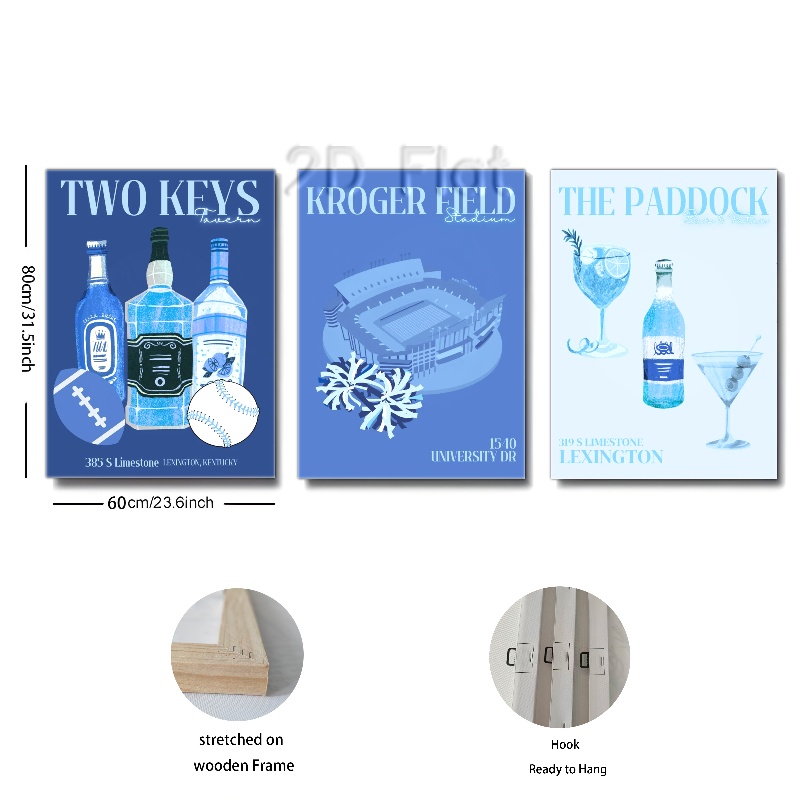 2D Flat
TWO KEYS
Tavern
385 S Limestone LEXINGTON, KENTUCKY
KROGER FIELD
Stadium
1540
UNIVERSITY DR
THE PADDOCK
319 S LIMESTONE
LEXINGTON
80cm/31.5inch
60cm/23.6inch
stretched on
wooden Frame
Hook
Ready to Hang